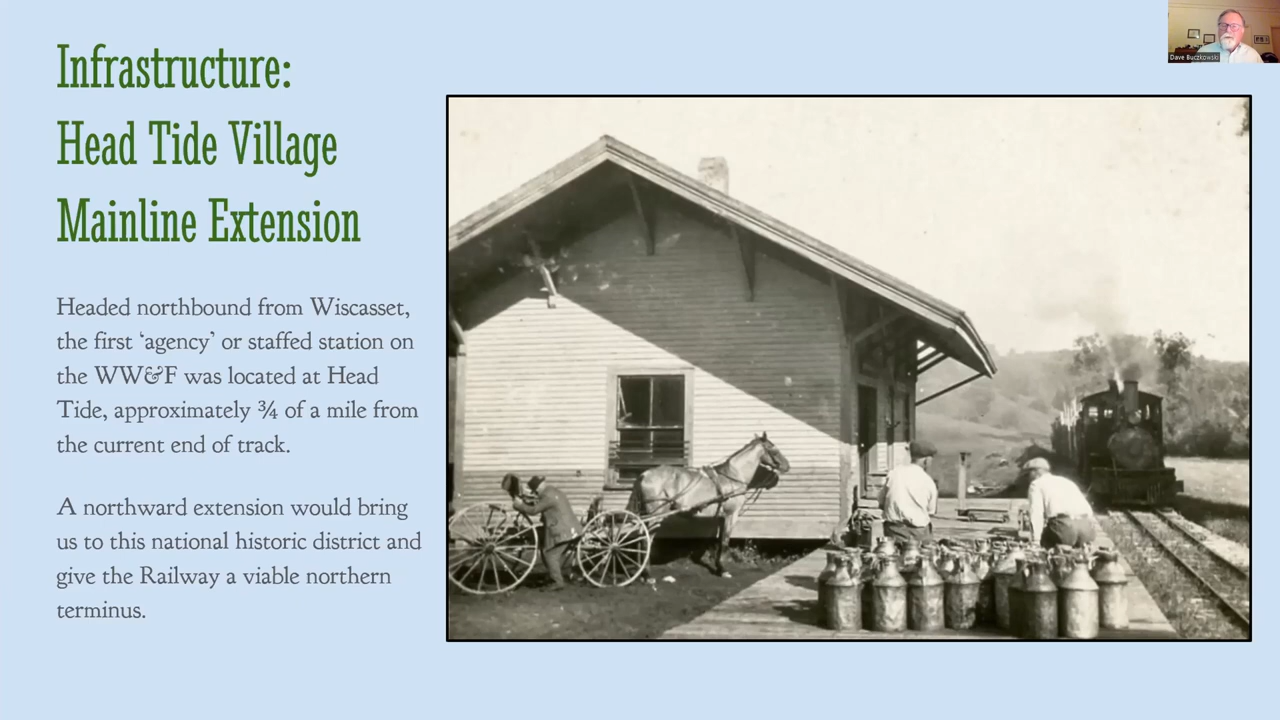 Infrastructure:
Head Tide Village
Mainline Extension
Headed northbound from Wiscasset,
the first ‘agency’ or staffed station on
the WW&F was located at Head
Tide, approximately ¾ of a mile from
the current end of track.
A northward extension would bring
us to this national historic district and
give the Railway a viable northern
terminus.
Dave Buczkowski